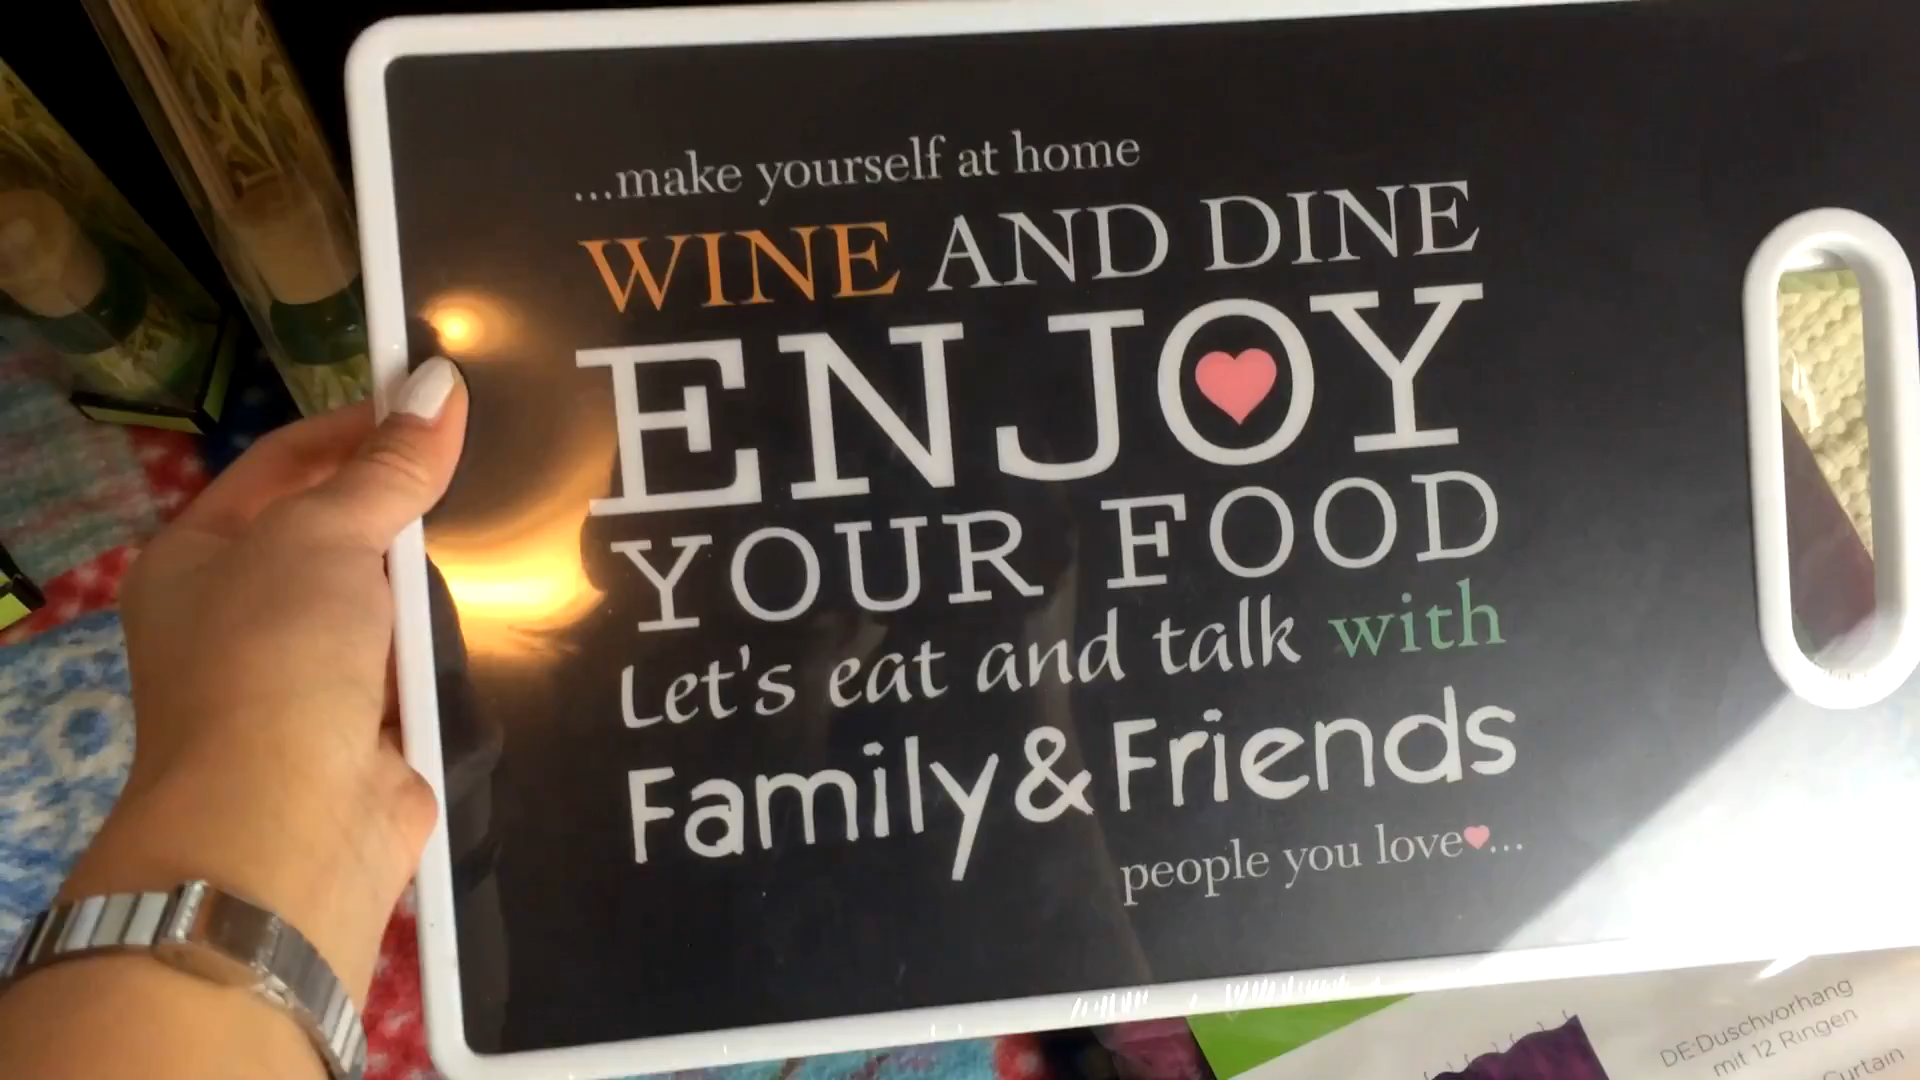 ...make yourself at home
WINE AND DINE
ENJOY
YOUR FOOD
Let's eat and talk with
Family&Friends
people you love...
DE:Duschvorhang
mit 12 Ringen
Curtain